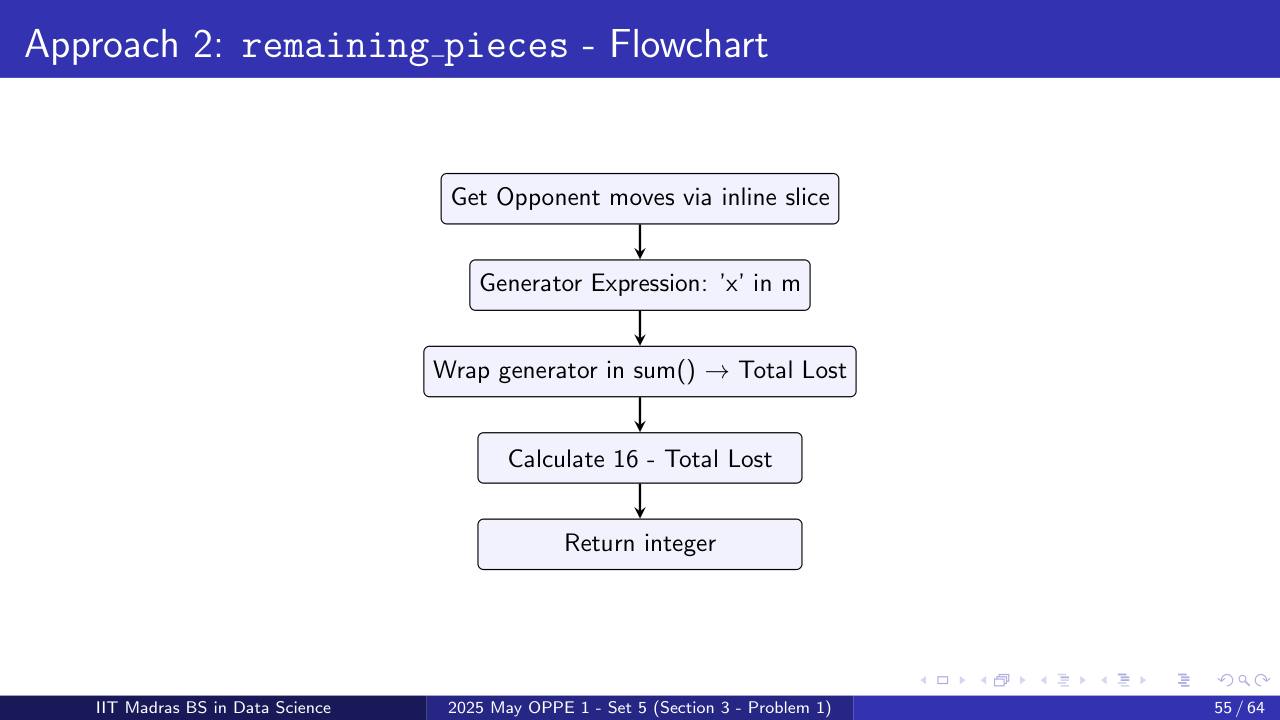 Approach 2: remaining_pieces - Flowchart
Get Opponent moves via inline slice
Generator Expression: ’x’ in m
Wrap generator in sum() → Total Lost
Calculate 16 - Total Lost
Return integer
IIT Madras BS in Data Science
2025 May OPPE 1 - Set 5 (Section 3 - Problem 1)
55 / 64